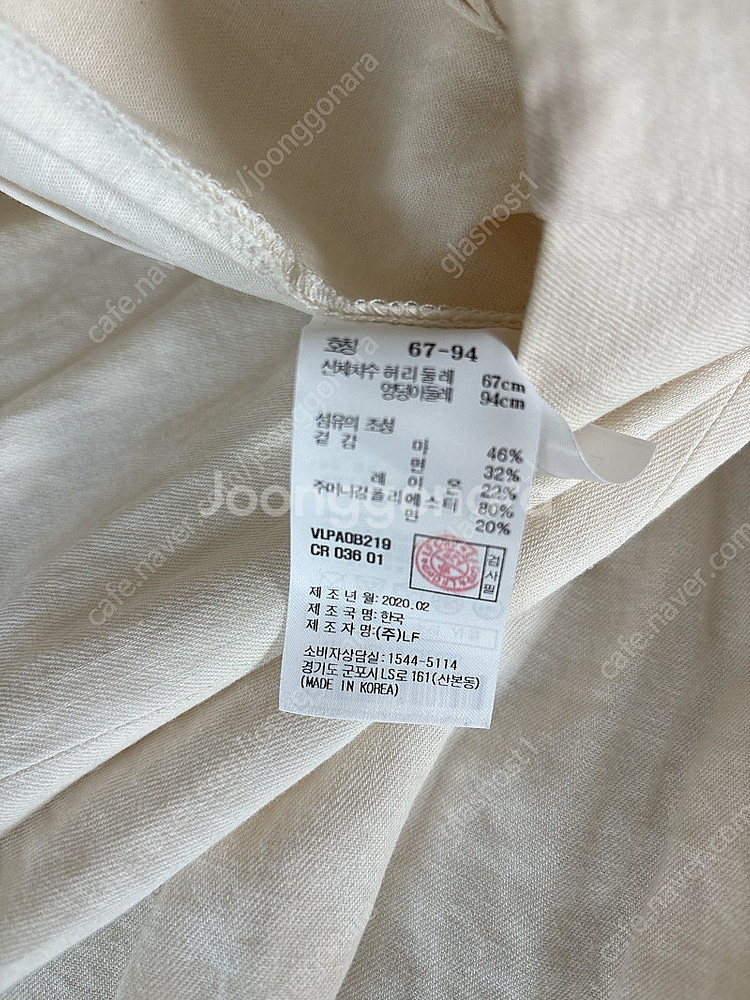 호칭 67-94
신체치수 허리둘레 67cm
엉덩이둘레 94cm
섬유의 조성
겉감 마 46%
면 32%
레이온 22%
주머니감 폴리에스터 80%
면 20%
VLPA0B219
CR 036 01
검사필
제조년월:2020.02
제조국명:한국
제조자명:(주)LF
소비자상담실:1544-5114
경기도 군포시 LS로 161(산본동)
(MADE IN KOREA)
Joonggonara
glasnost1
cafe.naver.com/joonggonara